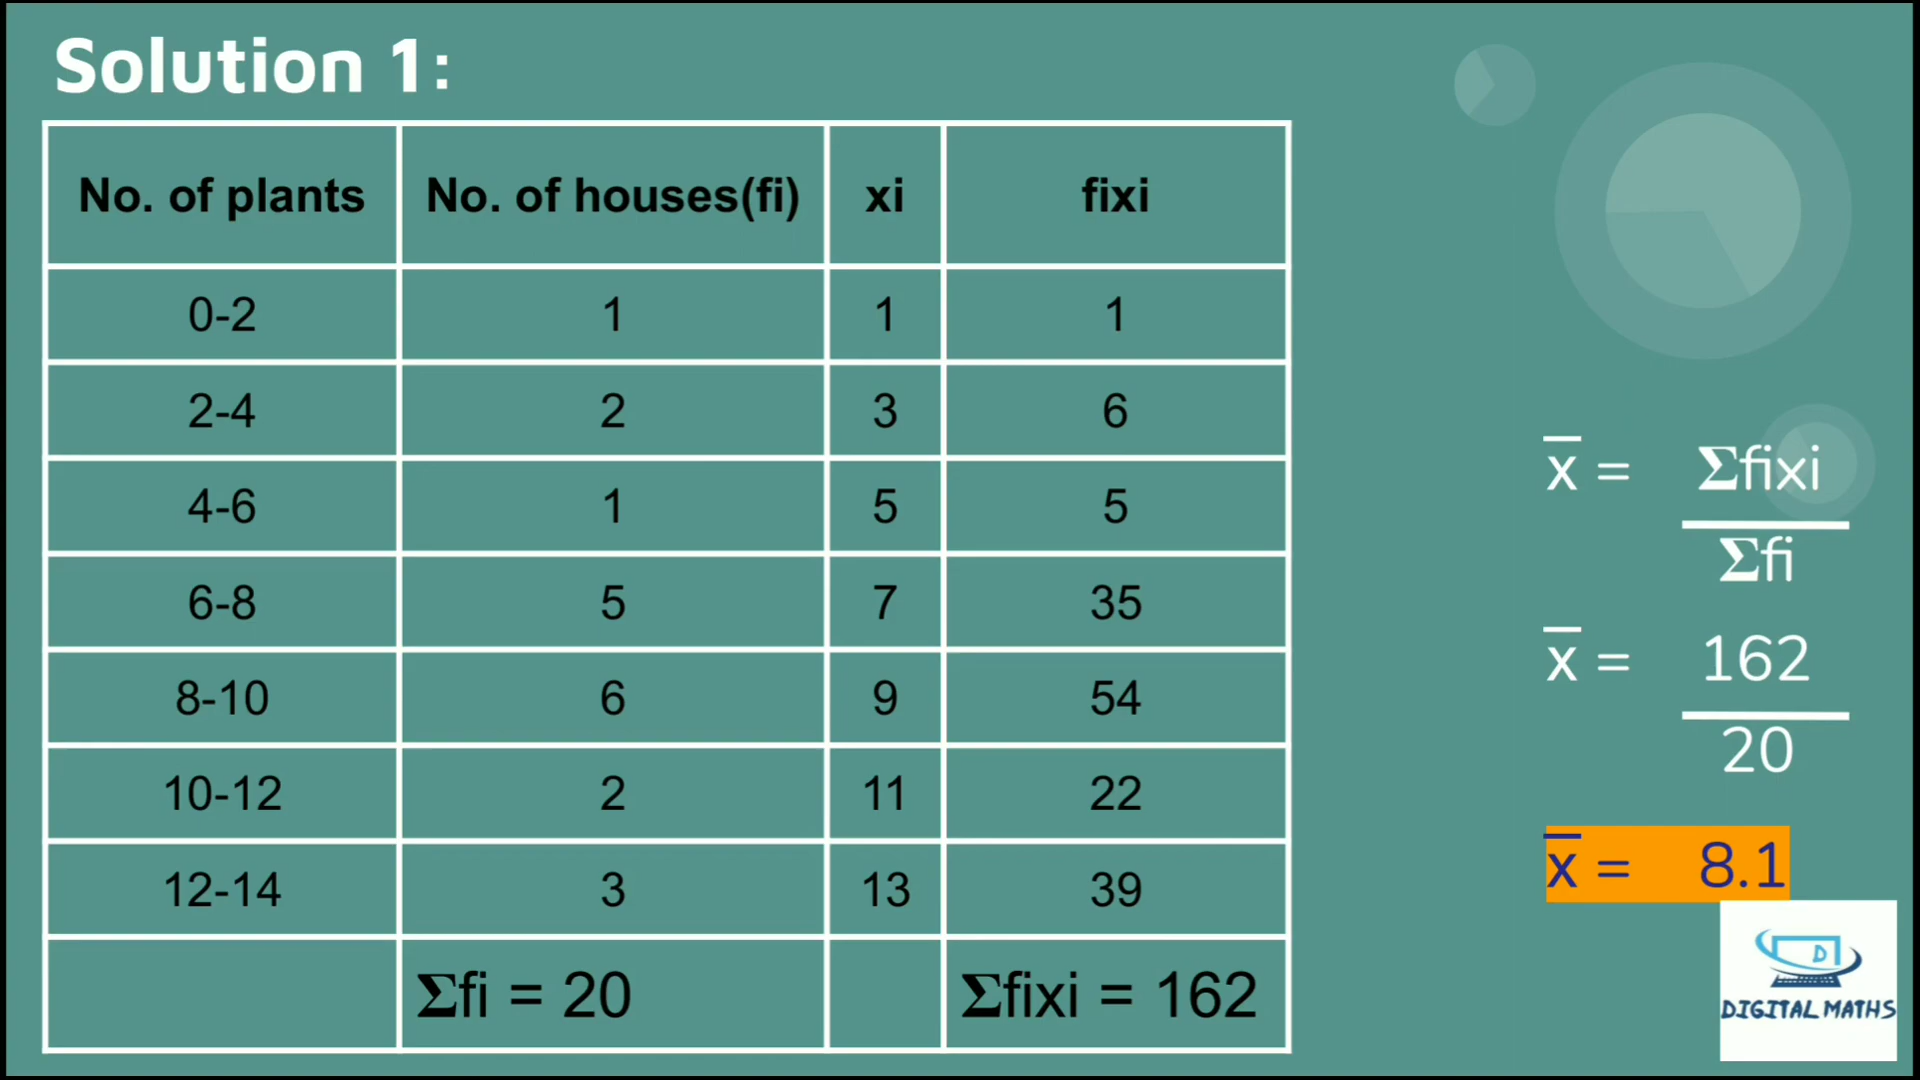 Solution 1:
No. of plants No. of houses(fi) xi fixi
0-2 1 1 1
2-4 2 3 6
4-6 1 5 5
6-8 5 7 35
8-10 6 9 54
10-12 2 11 22
12-14 3 13 39
Σfi = 20 Σfixi = 162
x̄ = Σfixi
Σfi
x̄ = 162
20
x̄ = 8.1
D
DIGITAL MATHS